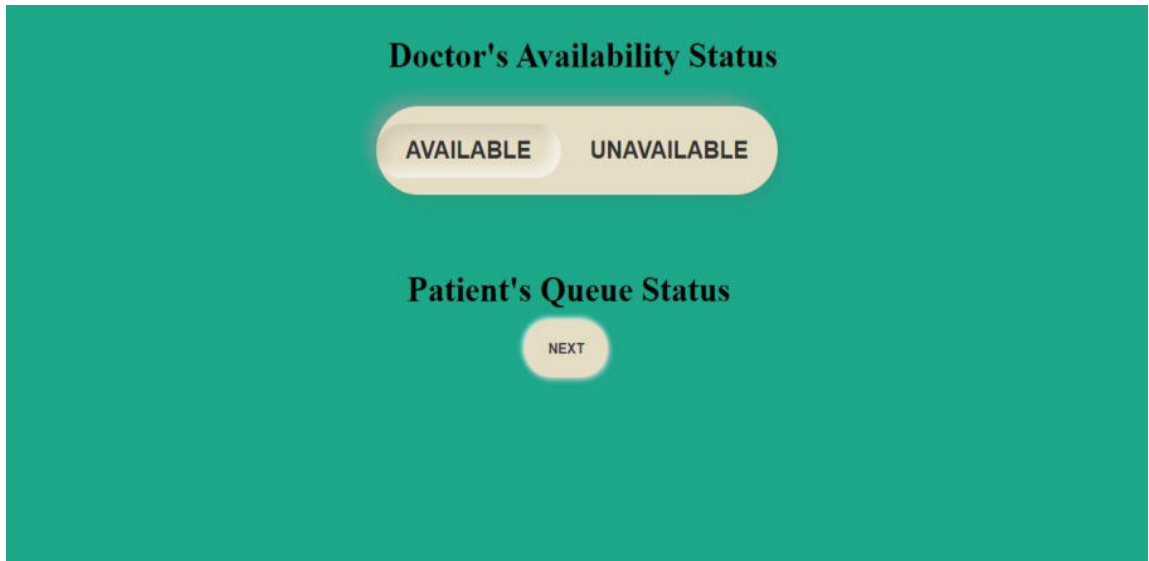 Doctor's Availability Status
AVAILABLE UNAVAILABLE
Patient's Queue Status
NEXT